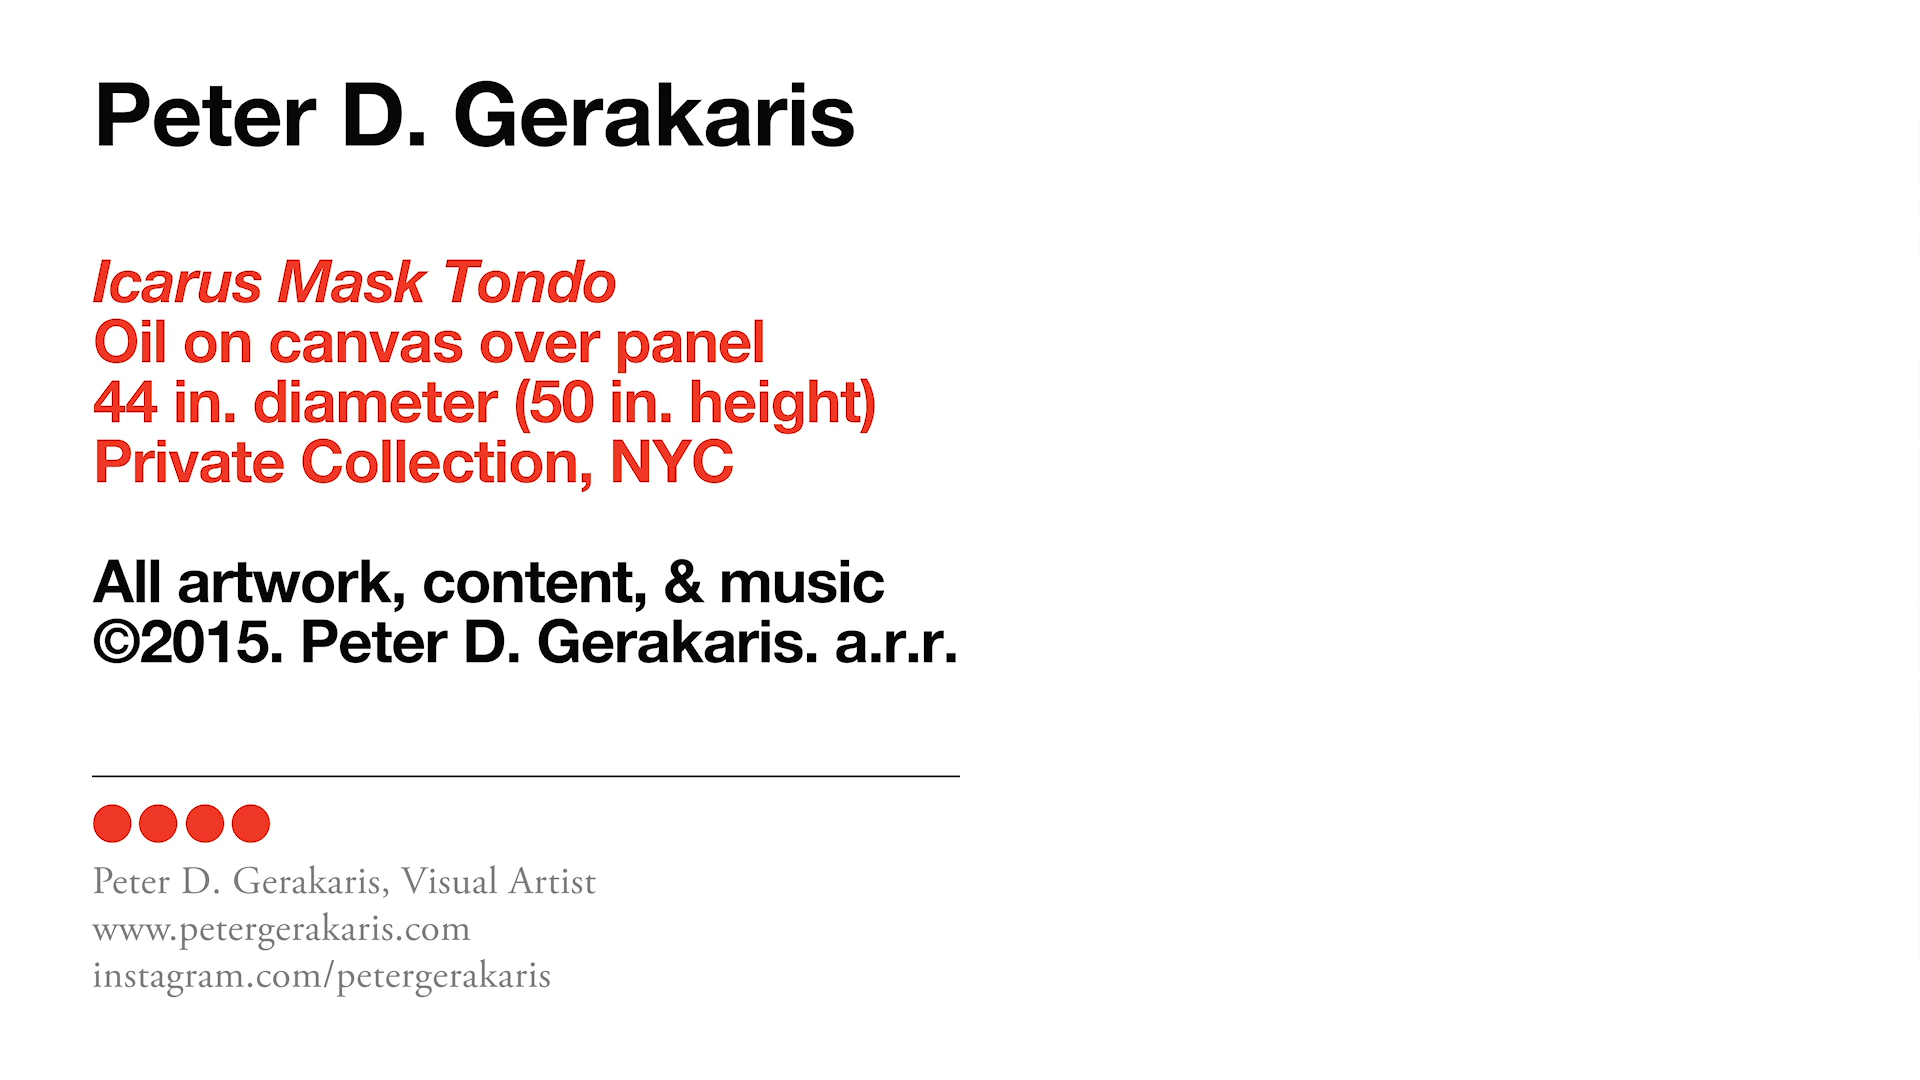 Peter D. Gerakaris
Icarus Mask Tondo
Oil on canvas over panel
44 in. diameter (50 in. height)
Private Collection, NYC
All artwork, content, & music
©2015. Peter D. Gerakaris. a.r.r.
Peter D. Gerakaris, Visual Artist
www.petergerakaris.com
instagram.com/petergerakaris